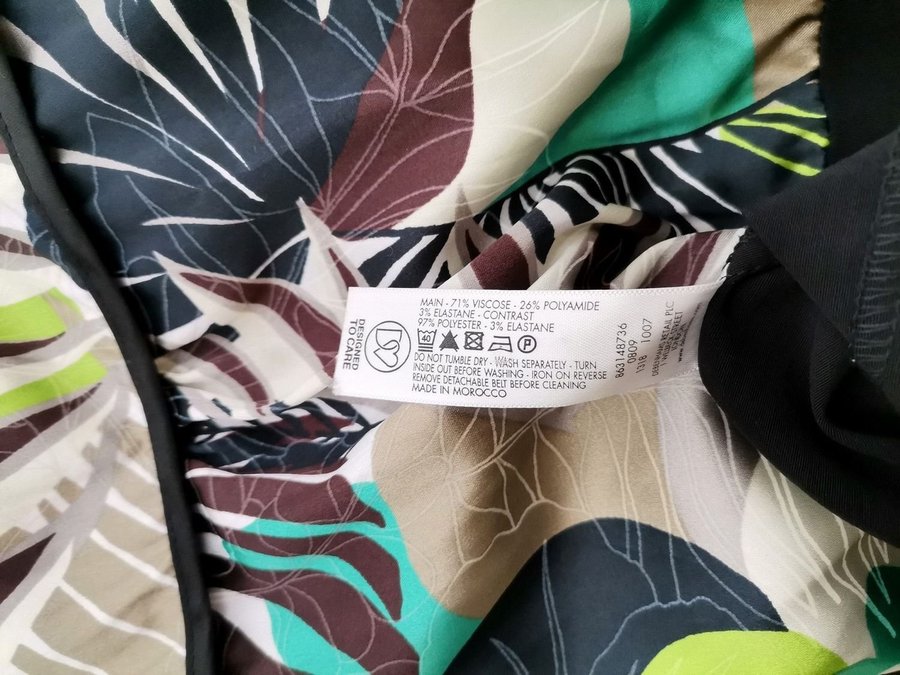 MAIN - 71% VISCOSE - 26% POLYAMIDE
3% ELASTANE - CONTRAST
97% POLYESTER - 3% ELASTANE
40
P
DO NOT TUMBLE DRY - WASH SEPARATELY - TURN
INSIDE OUT BEFORE WASHING - IRON ON REVERSE
REMOVE DETACHABLE BELT BEFORE CLEANING
MADE IN MOROCCO
DESIGNED
TO CARE
863148736
0809
1318 1007
RETAIL PLC